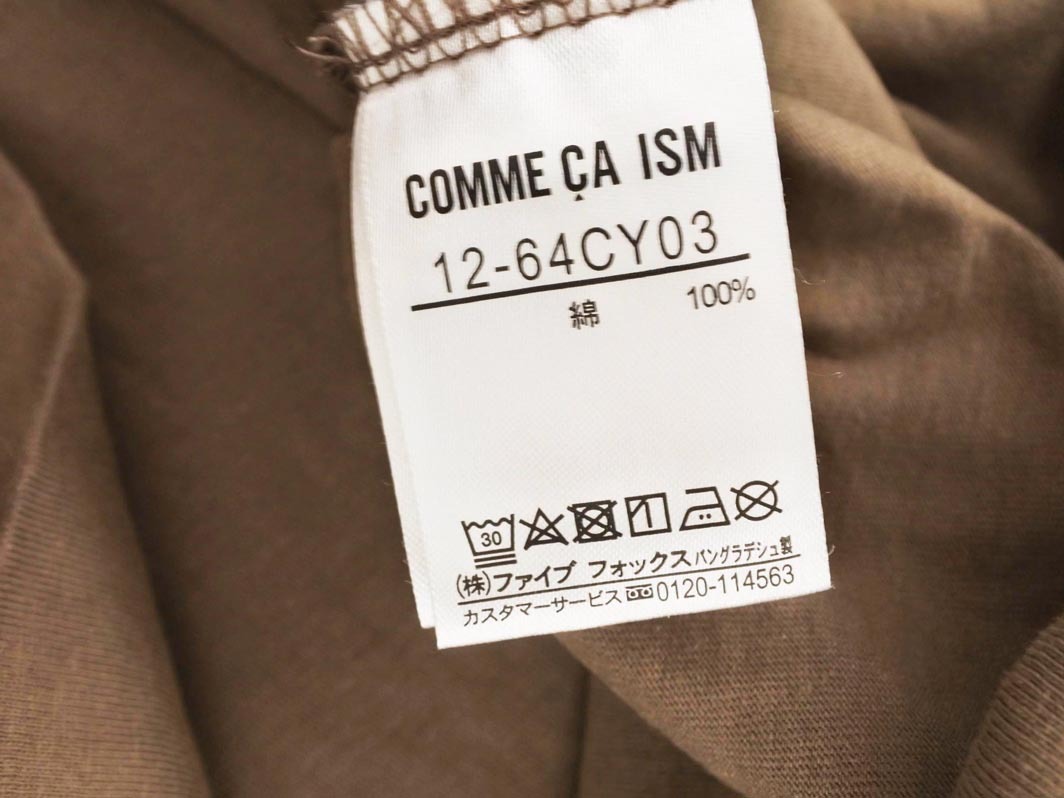 COMME ÇA ISM
12-64CY03
綿 100%
30
(株)ファイブ フォックス バングラデシュ製
カスタマーサービス 0120-114563